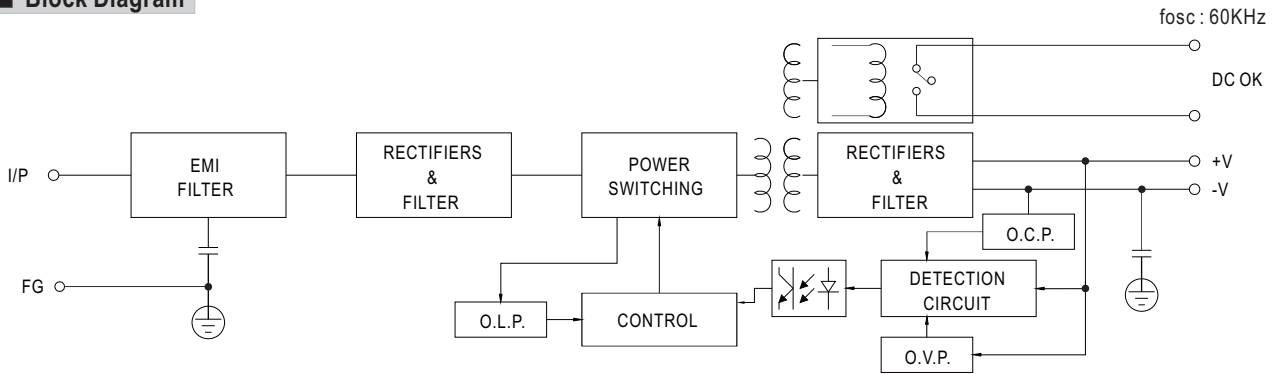 ■ Block Diagram
fosc : 60KHz
DC OK
I/P
EMI
FILTER
RECTIFIERS
&
FILTER
POWER
SWITCHING
RECTIFIERS
&
FILTER
+V
-V
O.C.P.
FG
O.L.P.
CONTROL
DETECTION
CIRCUIT
O.V.P.